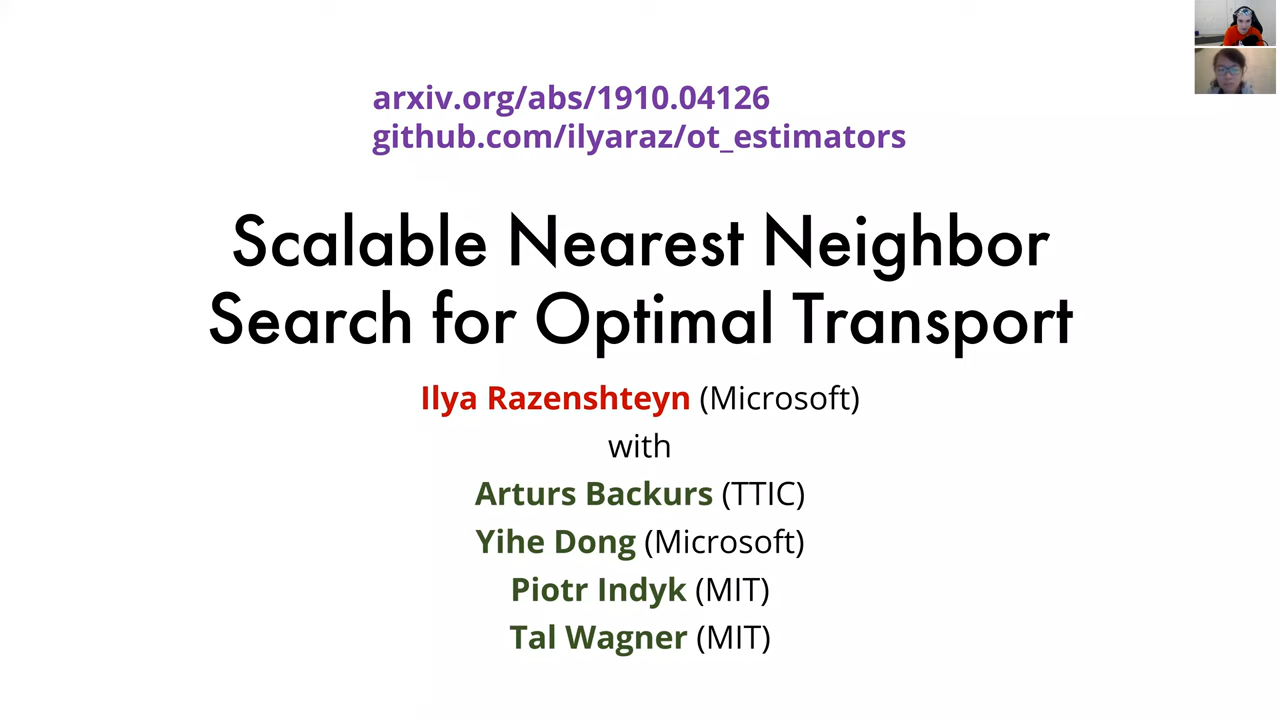 arxiv.org/abs/1910.04126
github.com/ilyaraz/ot_estimators
Scalable Nearest Neighbor
Search for Optimal Transport
Ilya Razenshteyn (Microsoft)
with
Arturs Backurs (TTIC)
Yihe Dong (Microsoft)
Piotr Indyk (MIT)
Tal Wagner (MIT)